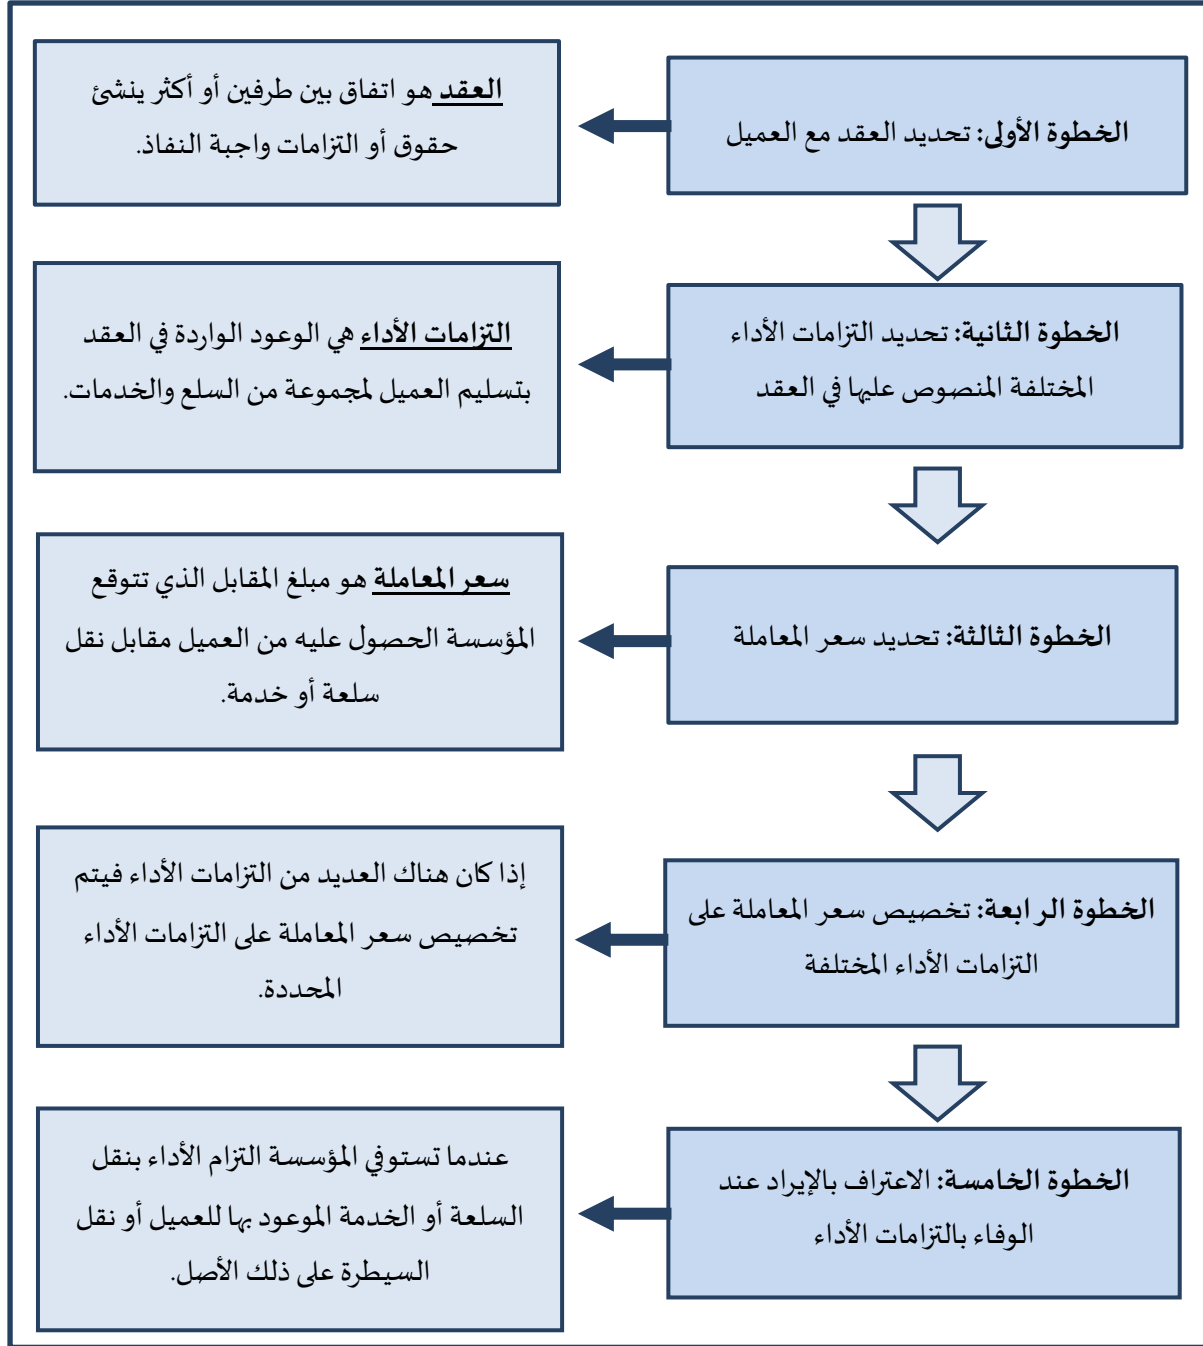 الخطوة الأولى: تحديد العقد مع العميل
العقد هو اتفاق بين طرفين أو أكثر ينشئ
حقوق أو التزامات واجبة النفاذ.
الخطوة الثانية: تحديد التزامات الأداء
المختلفة المنصوص عليها في العقد
التزامات الأداء هي الوعود الواردة في العقد
بتسليم العميل لمجموعة من السلع والخدمات.
الخطوة الثالثة: تحديد سعر المعاملة
سعر المعاملة هو مبلغ المقابل الذي تتوقع
المؤسسة الحصول عليه من العميل مقابل نقل
سلعة أو خدمة.
الخطوة الرابعة: تخصيص سعر المعاملة على
التزامات الأداء المختلفة
إذا كان هناك العديد من التزامات الأداء فيتم
تخصيص سعر المعاملة على التزامات الأداء
المحددة.
الخطوة الخامسة: الاعتراف بالإيراد عند
الوفاء بالتزامات الأداء
عندما تستوفي المؤسسة التزام الأداء بنقل
السلعة أو الخدمة الموعود بها للعميل أو نقل
السيطرة على ذلك الأصل.